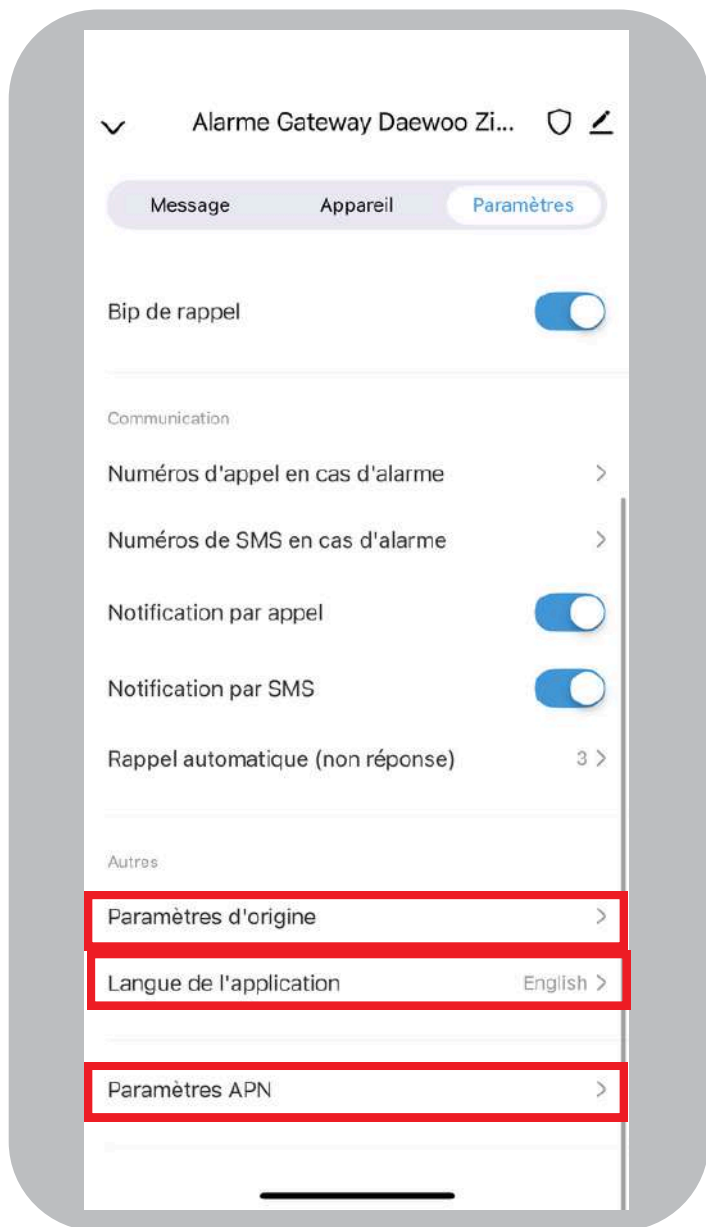 Alarme Gateway Daewoo Zi...
Message Appareil Paramètres
Bip de rappel
Communication
Numéros d'appel en cas d'alarme
Numéros de SMS en cas d'alarme
Notification par appel
Notification par SMS
Rappel automatique (non réponse) 3
Autres
Paramètres d'origine
Langue de l'application English
Paramètres APN